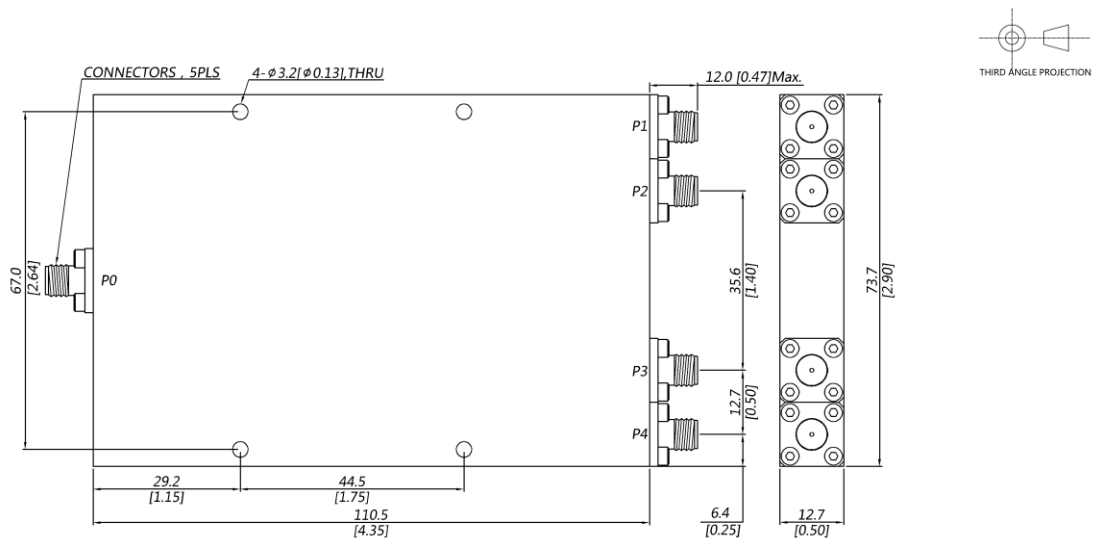 THIRD ANGLE PROJECTION
CONNECTORS , 5PLS
4-ϕ3.2[ϕ0.13],THRU
12.0 [0.47]Max.
P1
P2
P0
P3
P4
67.0
[2.64]
35.6
[1.40]
12.7
[0.50]
73.7
[2.90]
29.2
[1.15]
44.5
[1.75]
110.5
[4.35]
6.4
[0.25]
12.7
[0.50]